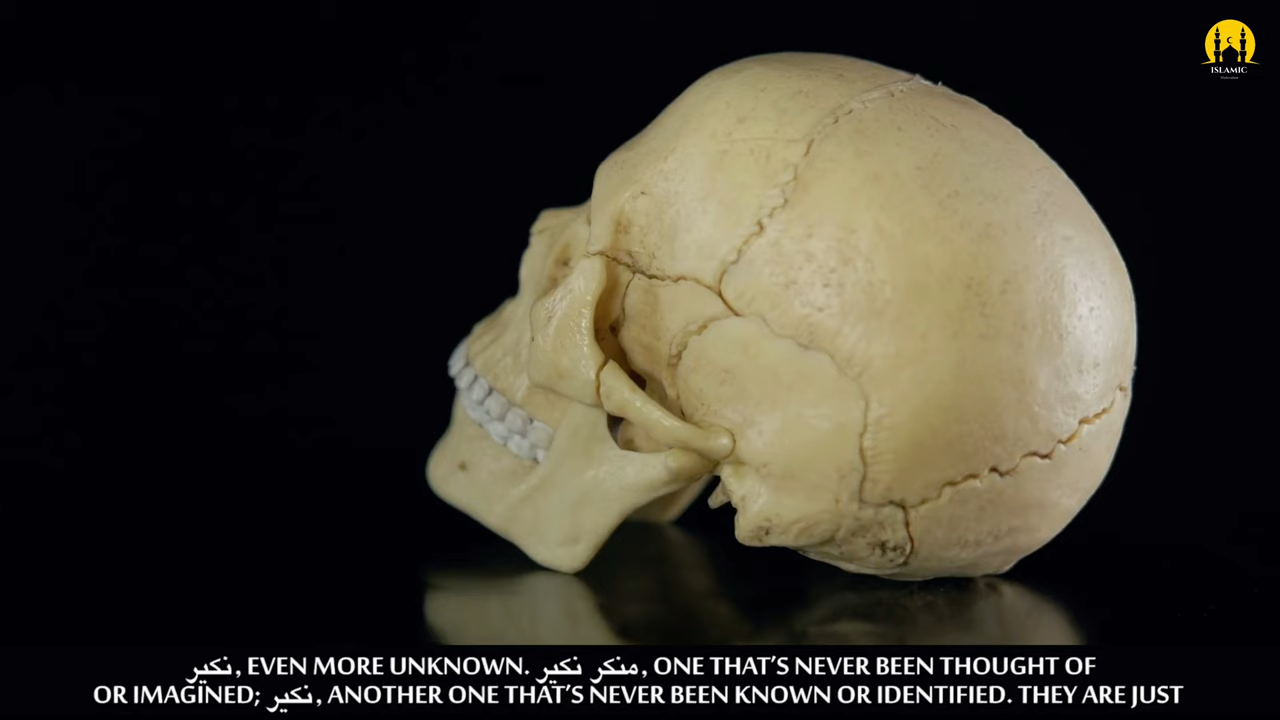 ISLAMIC
نكير, EVEN MORE UNKNOWN. منكر نكير, ONE THAT'S NEVER BEEN THOUGHT OF
OR IMAGINED; نكير, ANOTHER ONE THAT'S NEVER BEEN KNOWN OR IDENTIFIED. THEY ARE JUST